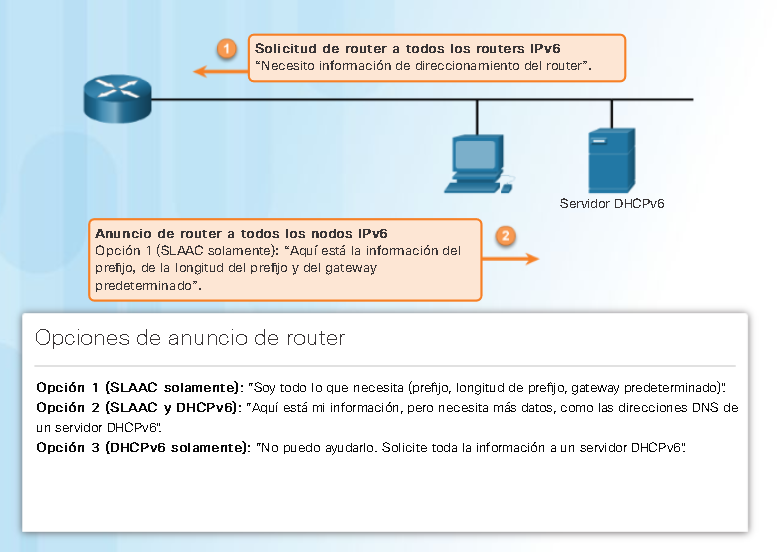 1
Solicitud de router a todos los routers IPv6
“Necesito información de direccionamiento del router”.
Servidor DHCPv6
Anuncio de router a todos los nodos IPv6
Opción 1 (SLAAC solamente): “Aquí está la información del
prefijo, de la longitud del prefijo y del gateway
predeterminado”.
2
Opciones de anuncio de router
Opción 1 (SLAAC solamente): “Soy todo lo que necesita (prefijo, longitud de prefijo, gateway predeterminado)”.
Opción 2 (SLAAC y DHCPv6): “Aquí está mi información, pero necesita más datos, como las direcciones DNS de
un servidor DHCPv6”.
Opción 3 (DHCPv6 solamente): “No puedo ayudarlo. Solicite toda la información a un servidor DHCPv6”.